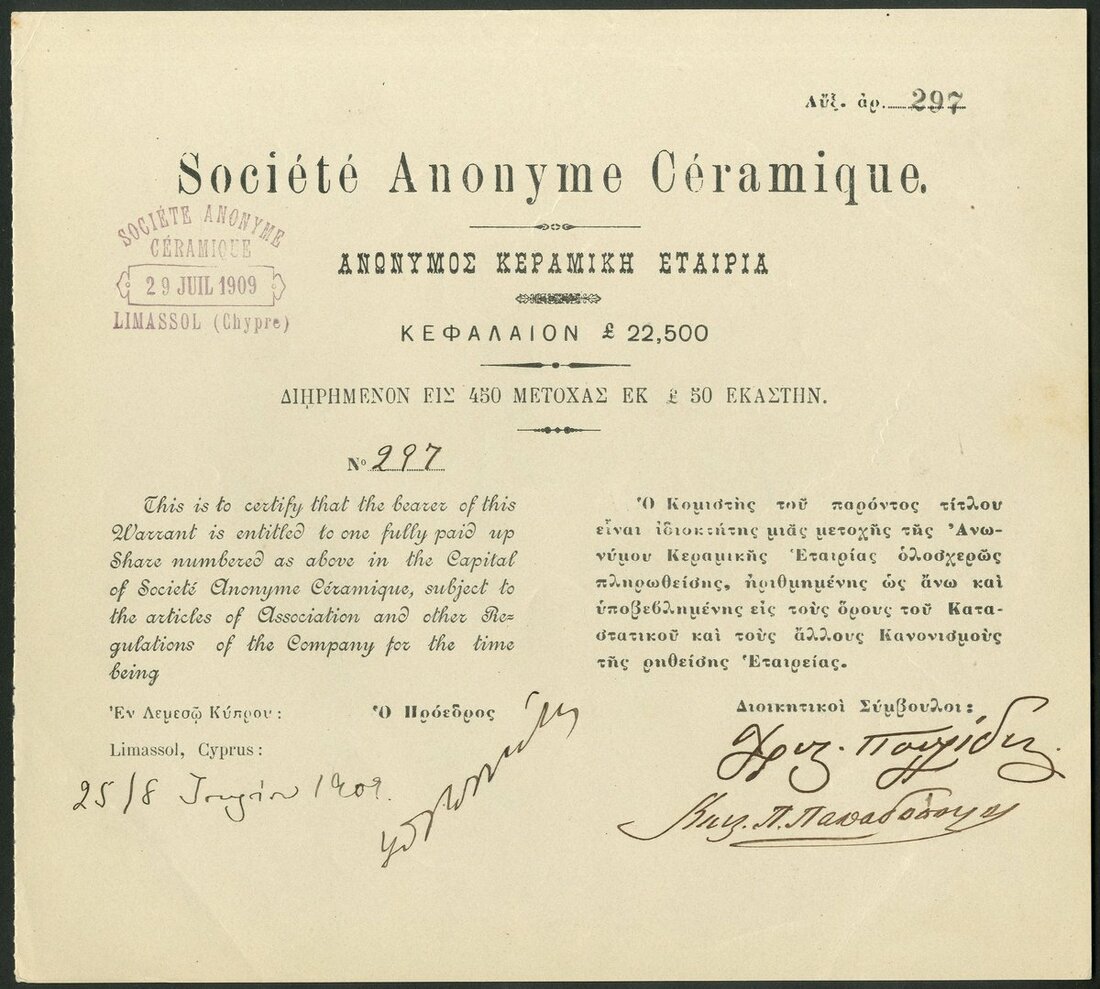 Αὔξ. ἀρ. 297
Société Anonyme Céramique.
SOCIÉTE ANONYME
CÉRAMIQUE
29 JUIL 1909
LIMASSOL (Chypre)
ΑΝΩΝΥΜΟΣ ΚΕΡΑΜΙΚΗ ΕΤΑΙΡΙΑ
ΚΕΦΑΛΑΙΟΝ £ 22,500
ΔΙΗΡΗΜΕΝΟΝ ΕΙΣ 450 ΜΕΤΟΧΑΣ ΕΚ £ 50 ΕΚΑΣΤΗΝ.
Nº 297
This is to certify that the bearer of this
Warrant is entitled to one fully paid up
Share numbered as above in the Capital
of Societé Anonyme Céramique, subject to
the articles of Association and other Re=
gulations of the Company for the time
being
Ὁ Κομιστὴς τοῦ παρόντος τίτλου
εἶναι ἰδιοκτήτης μιᾶς μετοχῆς τῆς Ἀνω-
νύμου Κεραμικῆς Ἑταιρίας ὁλοσχερῶς
πληρωθείσης, ἠριθμημένης ὡς ἄνω καὶ
ὑποβεβλημένης εἰς τοὺς ὅρους τοῦ Κατα-
στατικοῦ καὶ τοὺς ἄλλους Κανονισμοὺς
τῆς ρηθείσης Ἑταιρείας.
Ἐν Λεμεσῷ Κύπρου:
Limassol, Cyprus:
25/8 1909.
Ὁ Πρόεδρος
Διοικητικοὶ Σύμβουλοι:
Π. Παπαδόπουλος